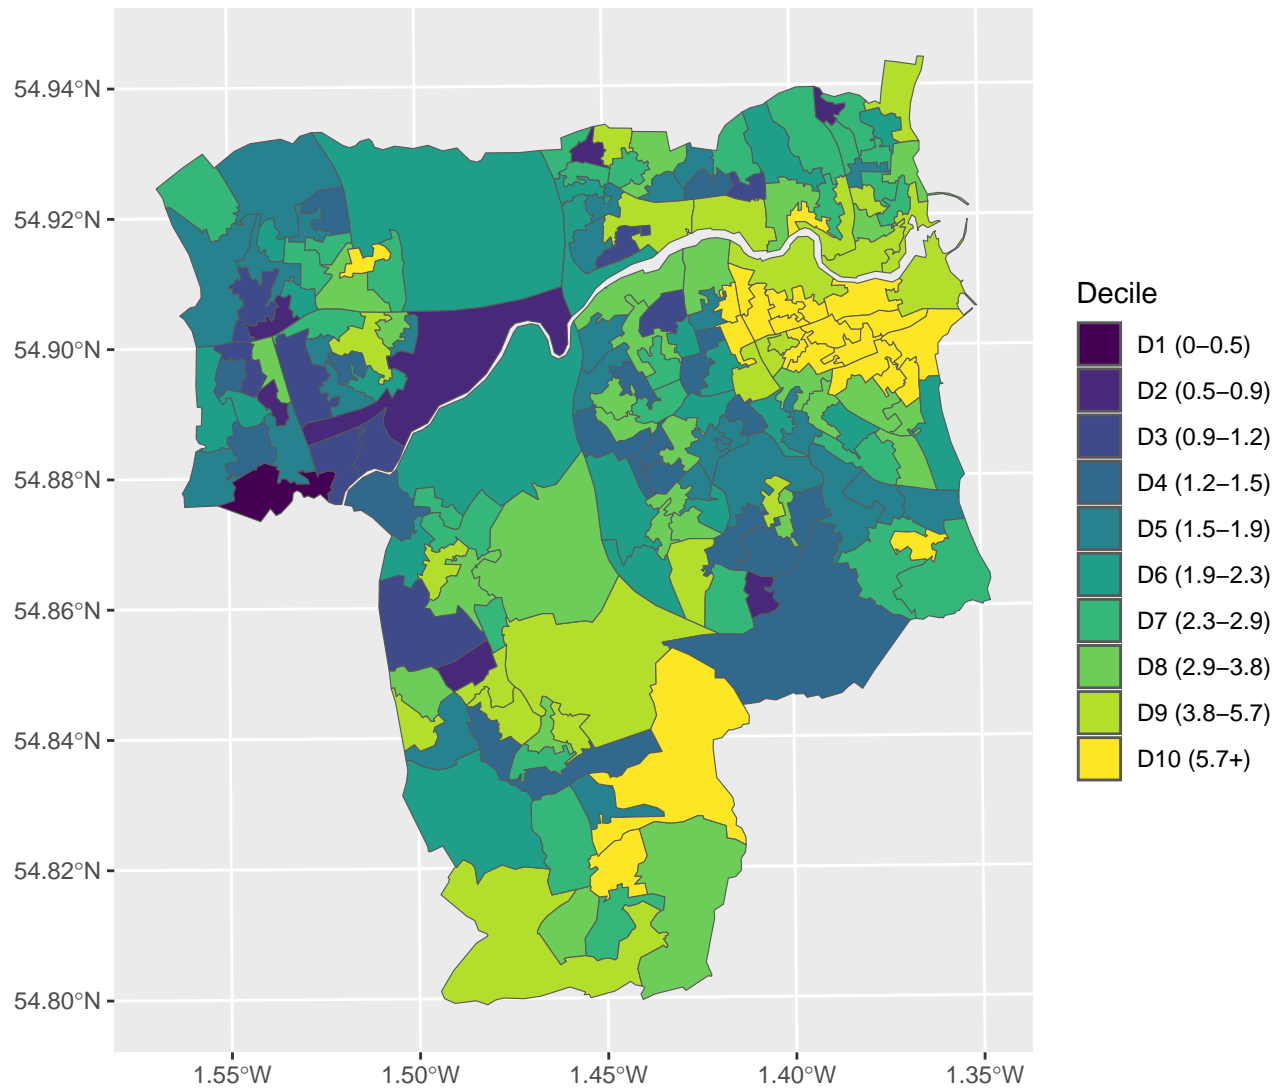 54.94°N
54.92°N
54.90°N
54.88°N
54.86°N
54.84°N
54.82°N
54.80°N
1.55°W
1.50°W
1.45°W
1.40°W
1.35°W
Decile
D1 (0–0.5)
D2 (0.5–0.9)
D3 (0.9–1.2)
D4 (1.2–1.5)
D5 (1.5–1.9)
D6 (1.9–2.3)
D7 (2.3–2.9)
D8 (2.9–3.8)
D9 (3.8–5.7)
D10 (5.7+)